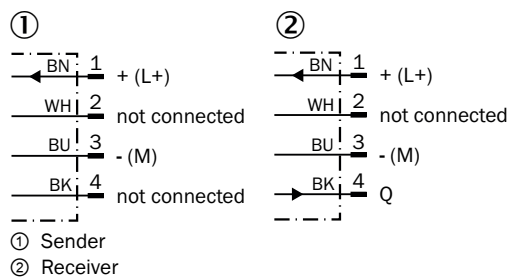 ① ②
BN 1 + (L+) BN 1 + (L+)
WH 2 not connected WH 2 not connected
BU 3 - (M) BU 3 - (M)
BK 4 not connected BK 4 Q
① Sender
② Receiver